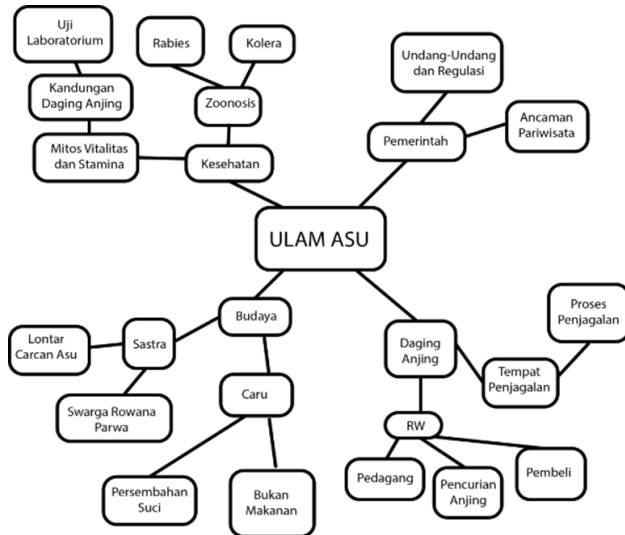 Uji
Laboratorium
Rabies
Kolera
Kandungan
Daging Anjing
Zoonosis
Mitos Vitalitas
dan Stamina
Kesehatan
Undang-Undang
dan Regulasi
Pemerintah
Ancaman
Pariwisata
ULAM ASU
Budaya
Sastra
Lontar
Carcan Asu
Swarga Rowana
Parwa
Caru
Persembahan
Suci
Bukan
Makanan
Daging
Anjing
Proses
Penjagalan
Tempat
Penjagalan
RW
Pedagang
Pencurian
Anjing
Pembeli